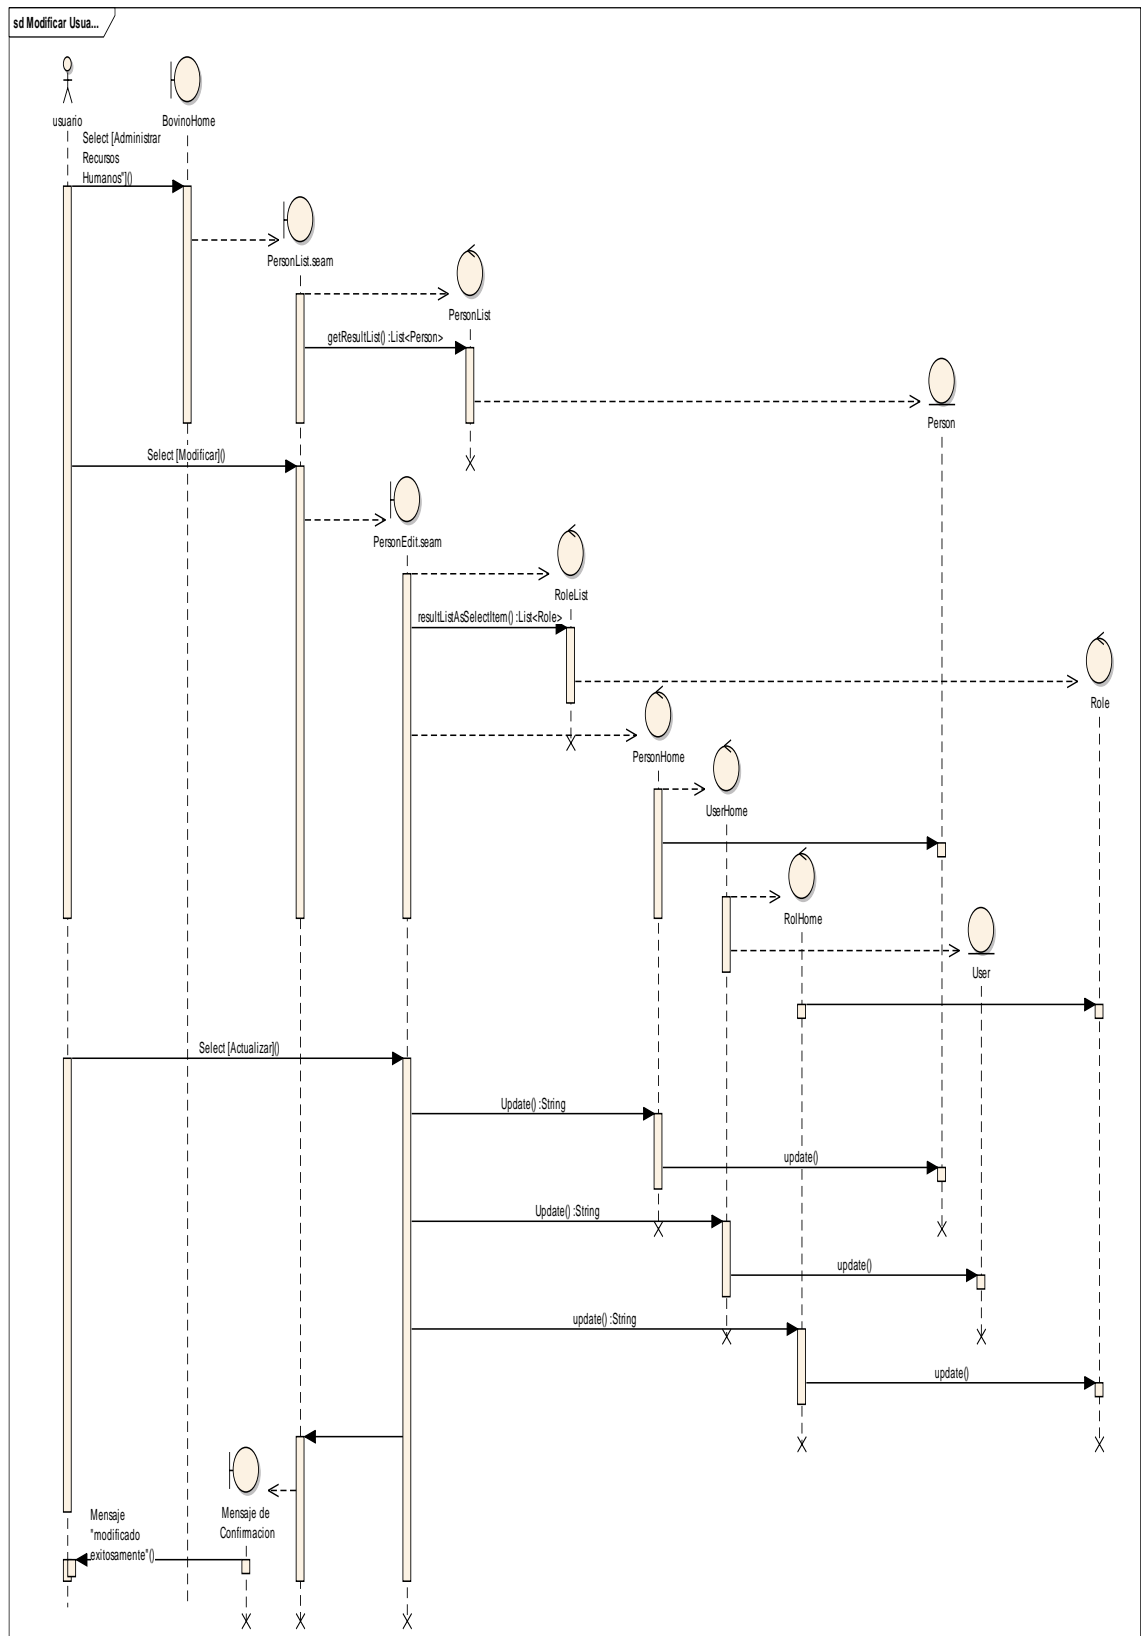 sd Modificar Usua...
usuario
BovinoHome
Select [Administrar
Recursos
Humanos"]()
PersonList.seam
PersonList
getResultList() :List<Person>
Person
Select [Modificar]()
PersonEdit.seam
RoleList
resultListAsSelectItem() :List<Role>
Role
PersonHome
UserHome
RolHome
User
Select [Actualizar]()
Update() :String
update()
Update() :String
update()
update() :String
update()
Mensaje de
Confirmacion
Mensaje
"modificado
exitosamente"()